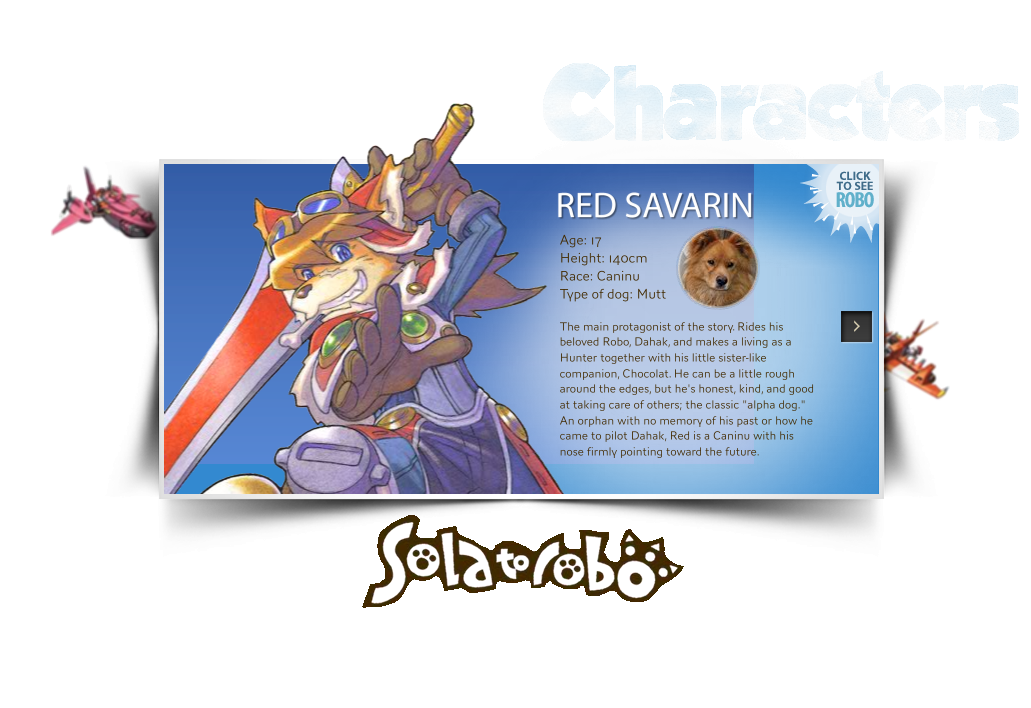 Characters
CLICK
TO SEE
ROBO
RED SAVARIN
Age: 17
Height: 140cm
Race: Caninu
Type of dog: Mutt
The main protagonist of the story. Rides his
beloved Robo, Dahak, and makes a living as a
Hunter together with his little sister-like
companion, Chocolat. He can be a little rough
around the edges, but he's honest, kind, and good
at taking care of others; the classic "alpha dog."
An orphan with no memory of his past or how he
came to pilot Dahak, Red is a Caninu with his
nose firmly pointing toward the future.
Solatorobo